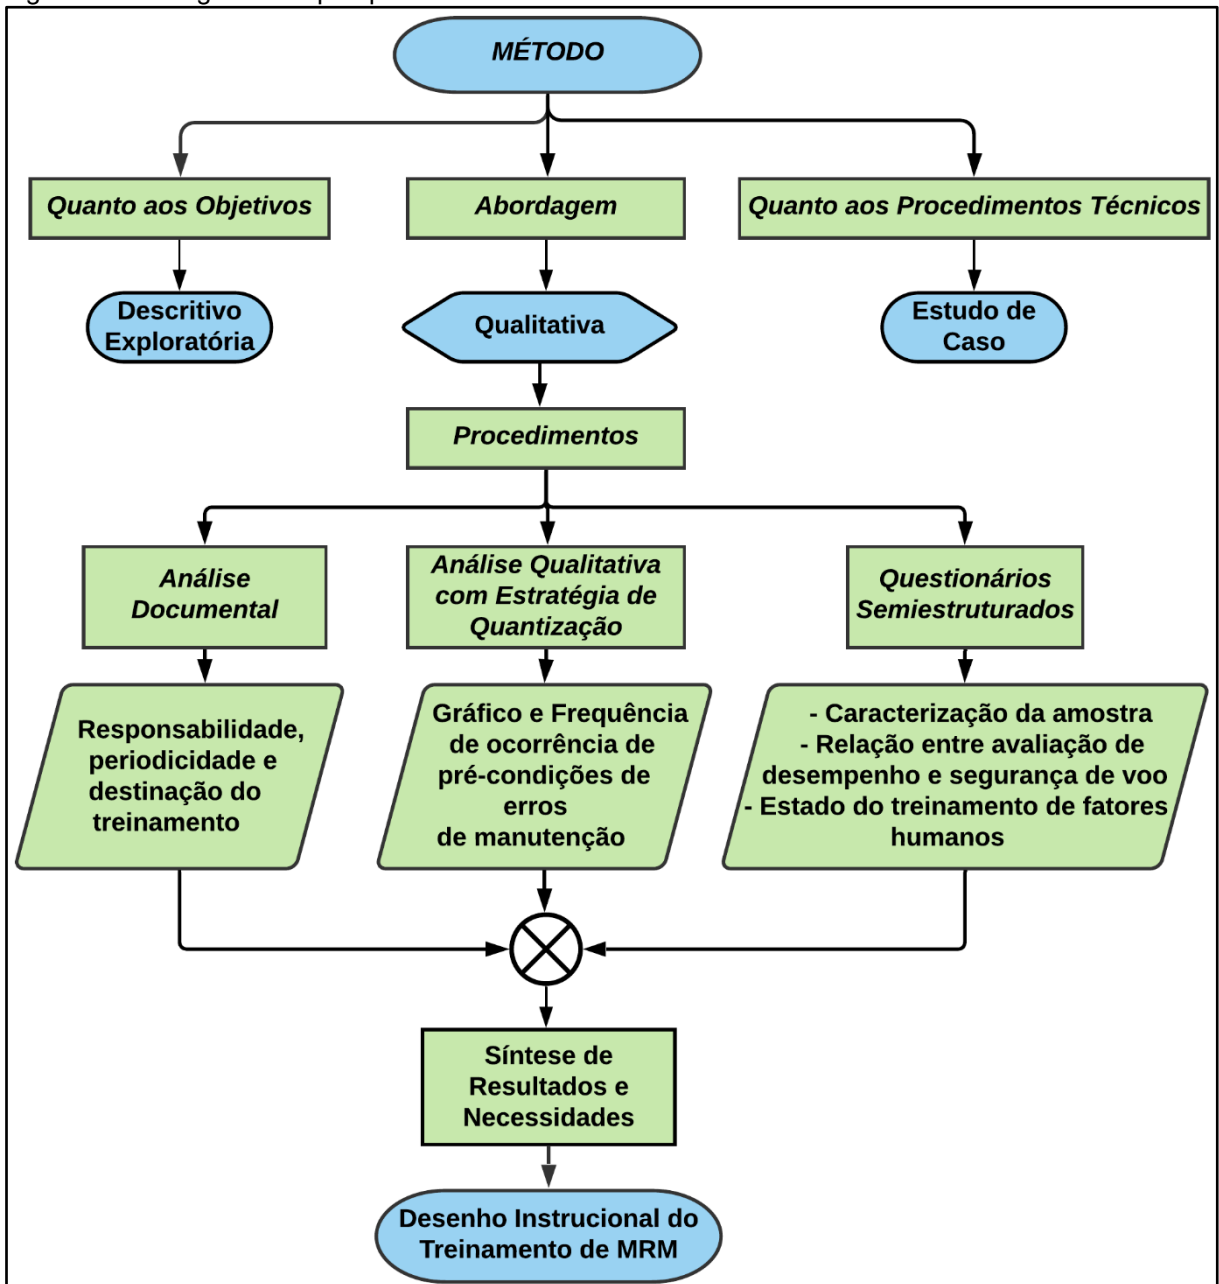 MÉTODO
Quanto aos Objetivos
Abordagem
Quanto aos Procedimentos Técnicos
Descritivo
Exploratória
Qualitativa
Estudo de
Caso
Procedimentos
Análise
Documental
Análise Qualitativa
com Estratégia de
Quantização
Questionários
Semiestruturados
Responsabilidade,
periodicidade e
destinação do
treinamento
Gráfico e Frequência
de ocorrência de
pré-condições de
erros
de manutenção
- Caracterização da amostra
- Relação entre avaliação de
desempenho e segurança de voo
- Estado do treinamento de fatores
humanos
Síntese de
Resultados e
Necessidades
Desenho Instrucional do
Treinamento de MRM